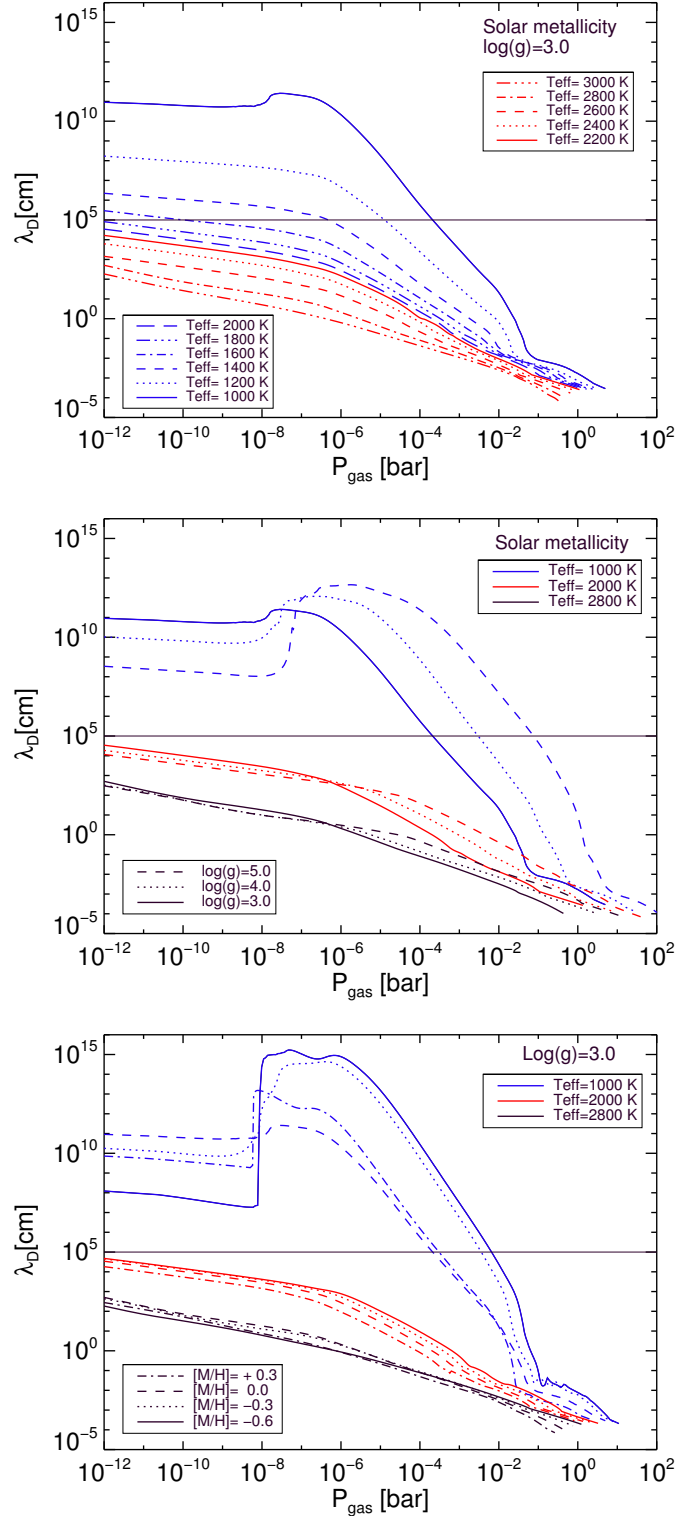 Solar metallicity
log(g)=3.0
Teff= 3000 K
Teff= 2800 K
Teff= 2600 K
Teff= 2400 K
Teff= 2200 K
Teff= 2000 K
Teff= 1800 K
Teff= 1600 K
Teff= 1400 K
Teff= 1200 K
Teff= 1000 K
10^15
10^10
10^5
10^0
10^-5
λ_D[cm]
10^-12 10^-10 10^-8 10^-6 10^-4 10^-2 10^0 10^2
P_gas [bar]
Solar metallicity
Teff= 1000 K
Teff= 2000 K
Teff= 2800 K
log(g)=5.0
log(g)=4.0
log(g)=3.0
10^15
10^10
10^5
10^0
10^-5
λ_D[cm]
10^-12 10^-10 10^-8 10^-6 10^-4 10^-2 10^0 10^2
P_gas [bar]
Log(g)=3.0
Teff=1000 K
Teff=2000 K
Teff=2800 K
[M/H]= + 0.3
[M/H]= 0.0
[M/H]= −0.3
[M/H]= −0.6
10^15
10^10
10^5
10^0
10^-5
λ_D[cm]
10^-12 10^-10 10^-8 10^-6 10^-4 10^-2 10^0 10^2
P_gas [bar]